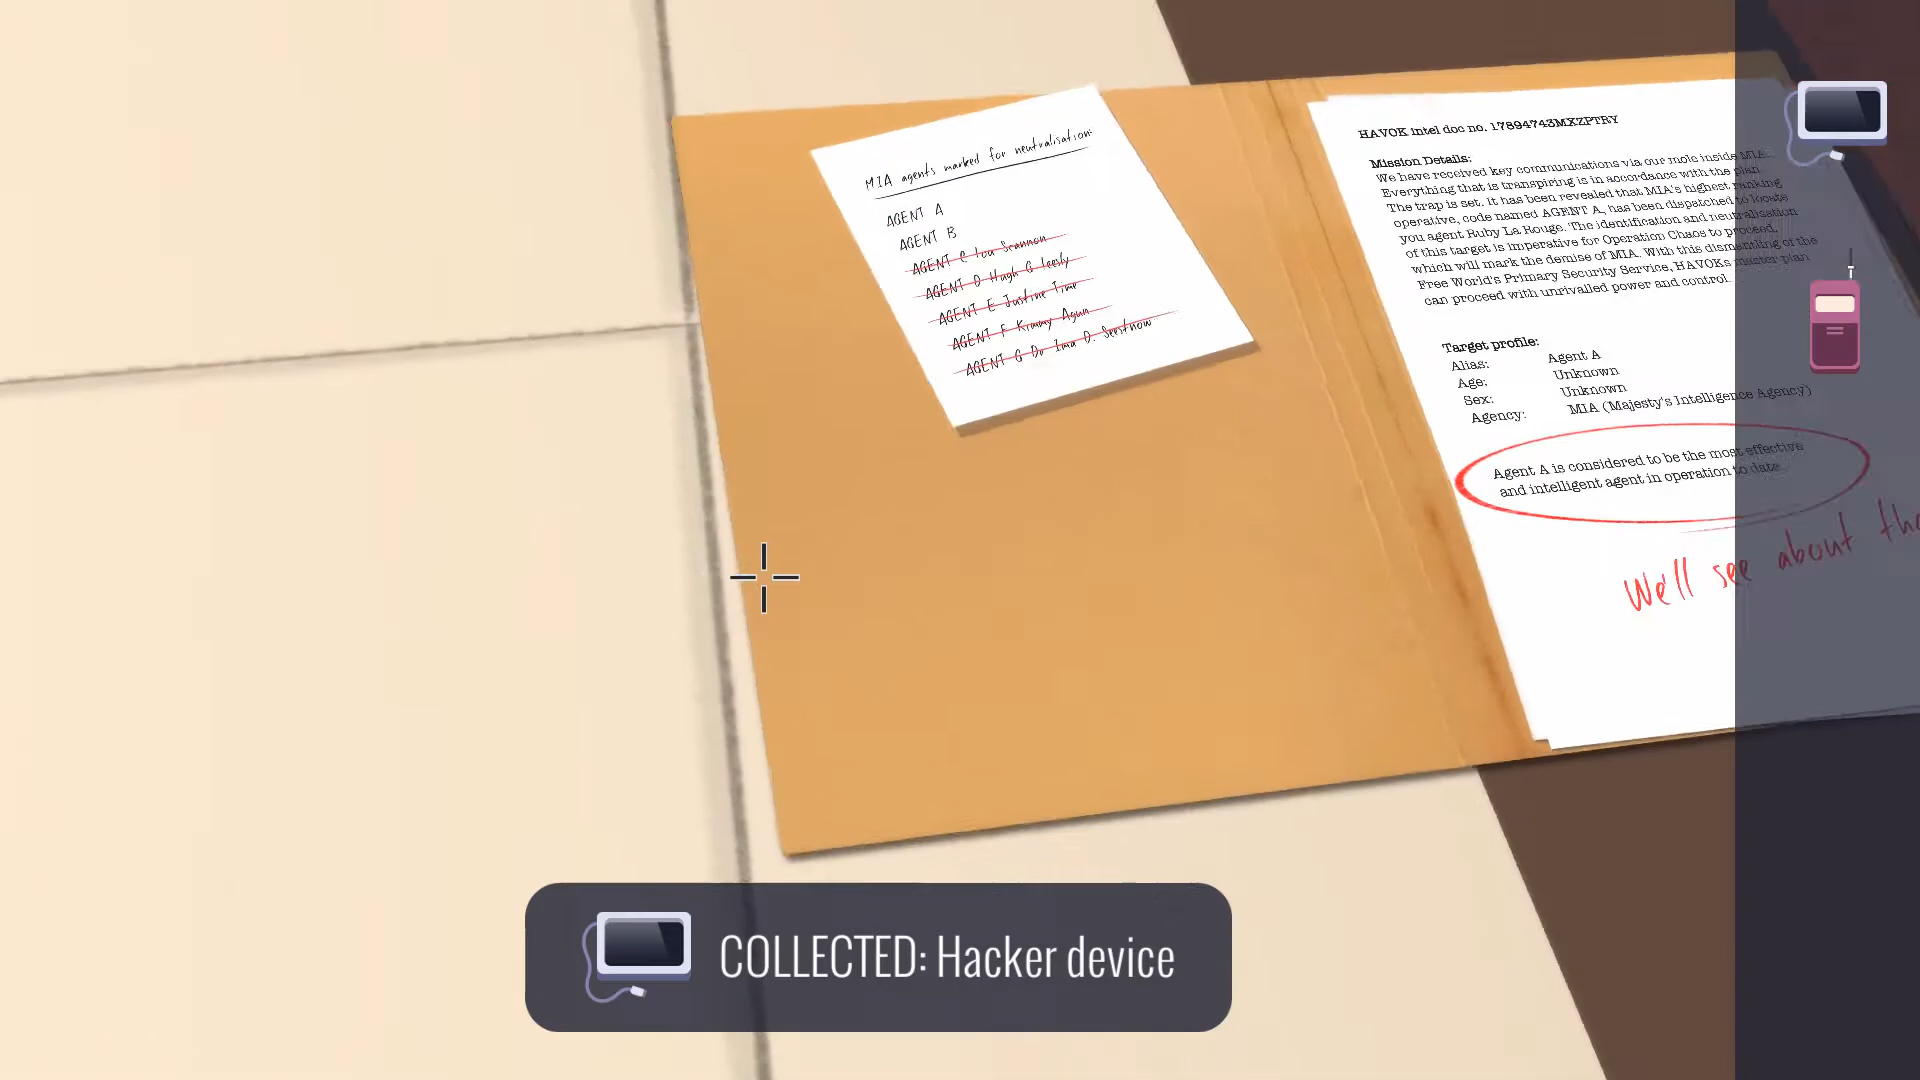 MIA agents marked for neutralisation:
AGENT A
AGENT B
AGENT C Lou Scannon
AGENT D Hugh G Leesly
AGENT E Justine Time
AGENT F Kimmy Agun
AGENT G Dr Ima D. Seestnow
HAVOK intel doc no. 17894743MXZPTRY
Mission Details:
We have received key communications via our mole inside MIA.
Everything that is transpiring is in accordance with the plan
The trap is set. It has been revealed that MIA's highest ranking
operative, code named AGENT A, has been dispatched to locate
you agent Ruby La Rouge. The identification and neutralisation
of this target is imperative for Operation Chaos to proceed,
which will mark the demise of MIA. With this dismantling of the
Free World's Primary Security Service, HAVOKs master plan
can proceed with unrivalled power and control.
Target profile:
Alias: Agent A
Age: Unknown
Sex: Unknown
Agency: MIA (Majesty's Intelligence Agency)
Agent A is considered to be the most effective
and intelligent agent in operation to date.
We'll see about
COLLECTED: Hacker device